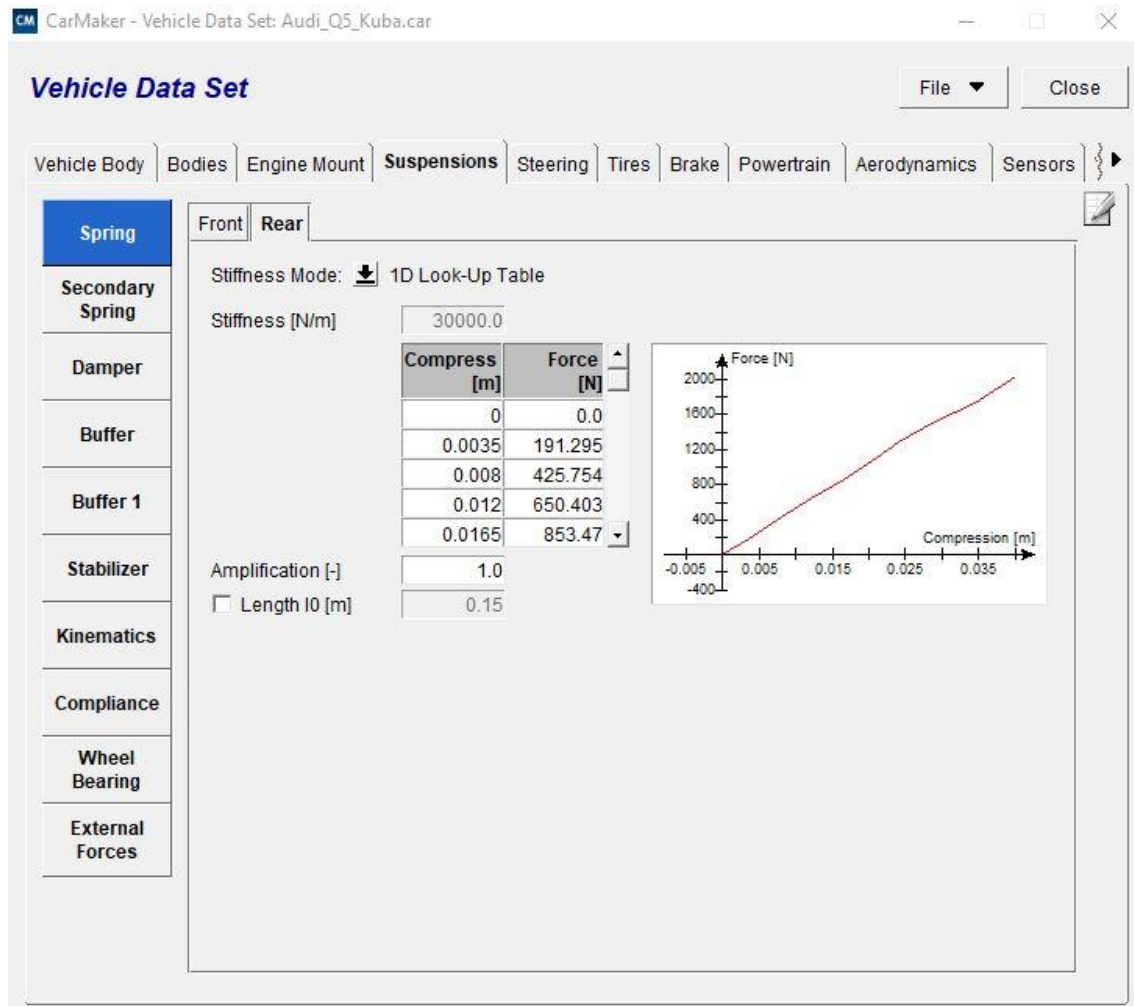 CM CarMaker - Vehicle Data Set: Audi_Q5_Kuba.car
Vehicle Data Set
File Close
Vehicle Body Bodies Engine Mount Suspensions Steering Tires Brake Powertrain Aerodynamics Sensors
Spring
Secondary
Spring
Damper
Buffer
Buffer 1
Stabilizer
Kinematics
Compliance
Wheel
Bearing
External
Forces
Front Rear
Stiffness Mode: 1D Look-Up Table
Stiffness [N/m] 30000.0
Compress Force
[m] [N]
0 0.0
0.0035 191.295
0.008 425.754
0.012 650.403
0.0165 853.47
Amplification [-] 1.0
Length l0 [m] 0.15
Force [N]
2000
1600
1200
800
400
Compression [m]
-0.005 0.005 0.015 0.025 0.035
-400